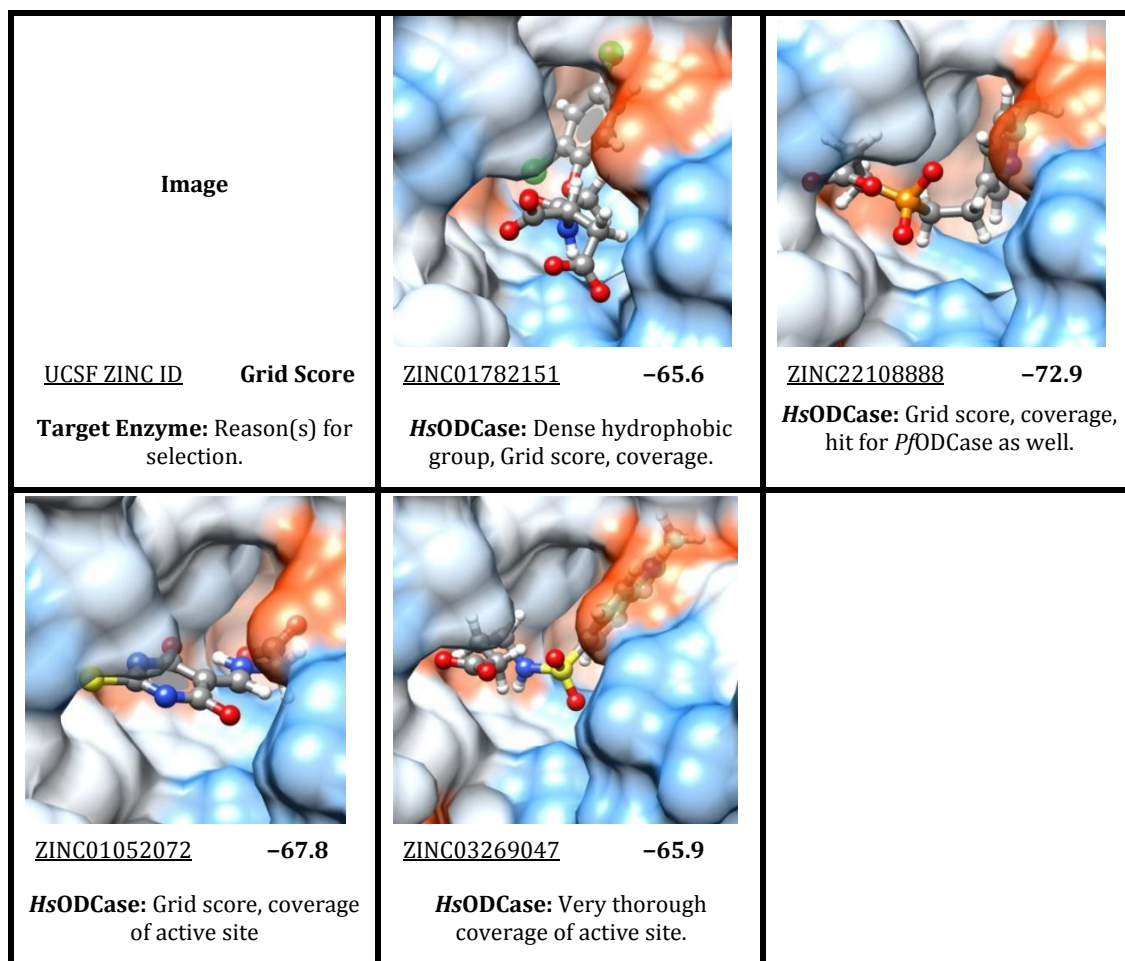 Image
UCSF ZINC ID Grid Score
Target Enzyme: Reason(s) for
selection.
ZINC01782151 −65.6
HsODCase: Dense hydrophobic
group, Grid score, coverage.
ZINC22108888 −72.9
HsODCase: Grid score, coverage,
hit for PfODCase as well.
ZINC01052072 −67.8
HsODCase: Grid score, coverage
of active site
ZINC03269047 −65.9
HsODCase: Very thorough
coverage of active site.